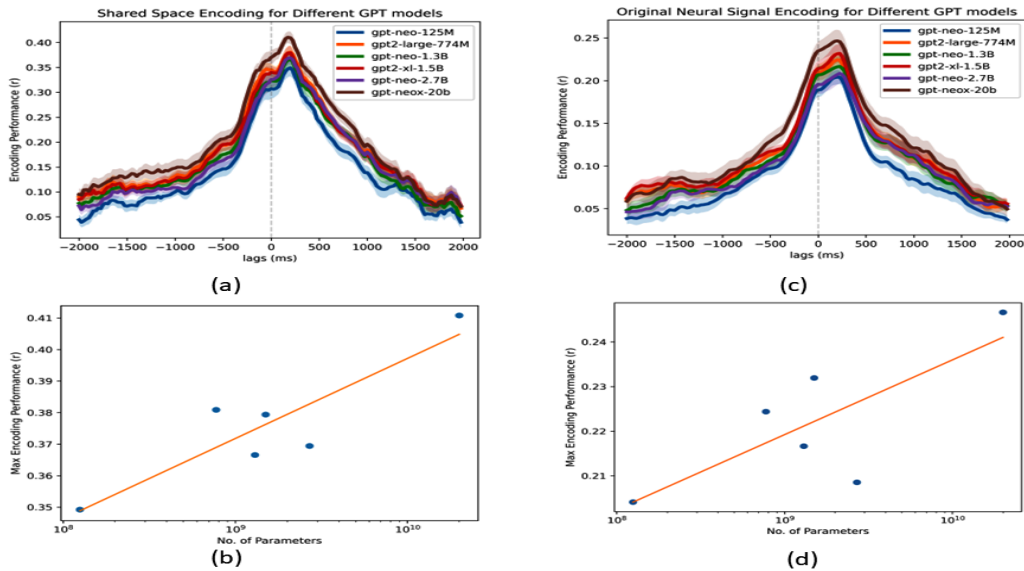 Shared Space Encoding for Different GPT models
Encoding Performance (r)
0.40
0.35
0.30
0.25
0.20
0.15
0.10
0.05
gpt-neo-125M
gpt2-large-774M
gpt-neo-1.3B
gpt2-xl-1.5B
gpt-neo-2.7B
gpt-neox-20b
−2000 −1500 −1000 −500 0 500 1000 1500 2000
lags (ms)
(a)
Original Neural Signal Encoding for Different GPT models
Encoding Performance (r)
0.25
0.20
0.15
0.10
0.05
gpt-neo-125M
gpt2-large-774M
gpt-neo-1.3B
gpt2-xl-1.5B
gpt-neo-2.7B
gpt-neox-20b
−2000 −1500 −1000 −500 0 500 1000 1500 2000
lags (ms)
(c)
Max Encoding Performance (r)
0.41
0.40
0.39
0.38
0.37
0.36
0.35
10⁸ 10⁹ 10¹⁰
No. of Parameters
(b)
Max Encoding Performance (r)
0.24
0.23
0.22
0.21
10⁸ 10⁹ 10¹⁰
No. of Parameters
(d)